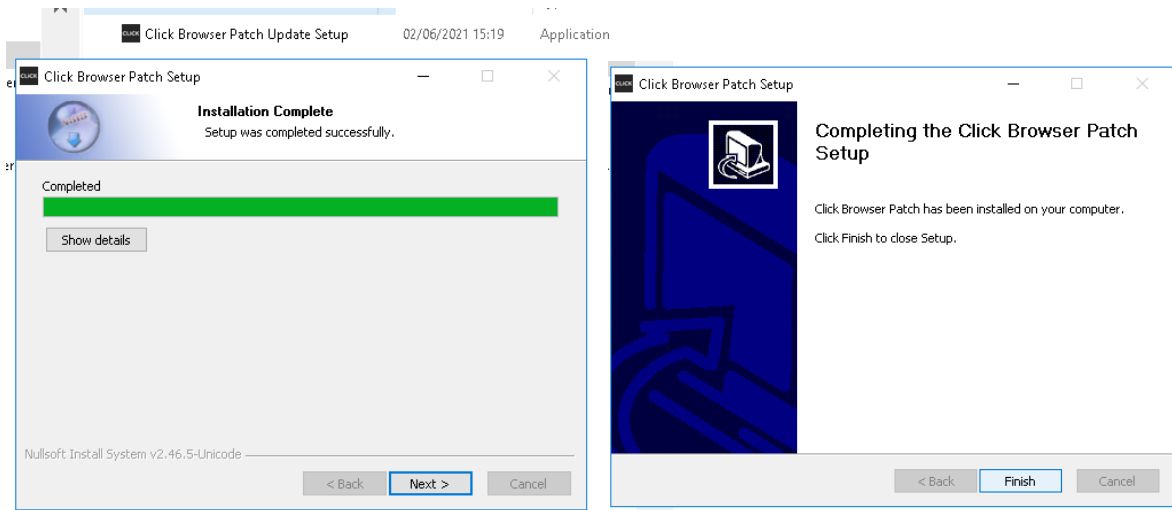 Click Browser Patch Update Setup 02/06/2021 15:19 Application
CLICK Click Browser Patch Setup
Installation Complete
Setup was completed successfully.
Completed
Show details
Nullsoft Install System v2.46.5-Unicode
< Back Next > Cancel
CLICK Click Browser Patch Setup
Completing the Click Browser Patch
Setup
Click Browser Patch has been installed on your computer.
Click Finish to close Setup.
< Back Finish Cancel